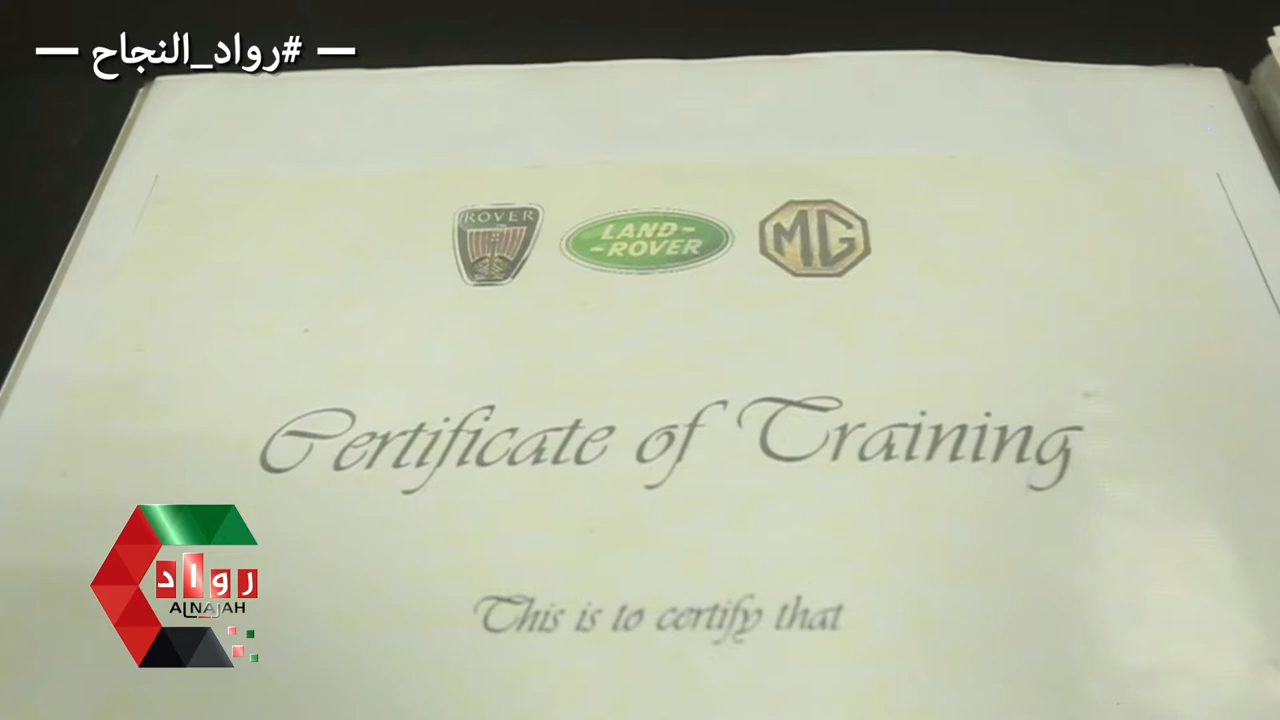 #رواد_النجاح
ROVER
LAND-
-ROVER
MG
Certificate of Training
This is to certify that
رواد
ALNAJAH